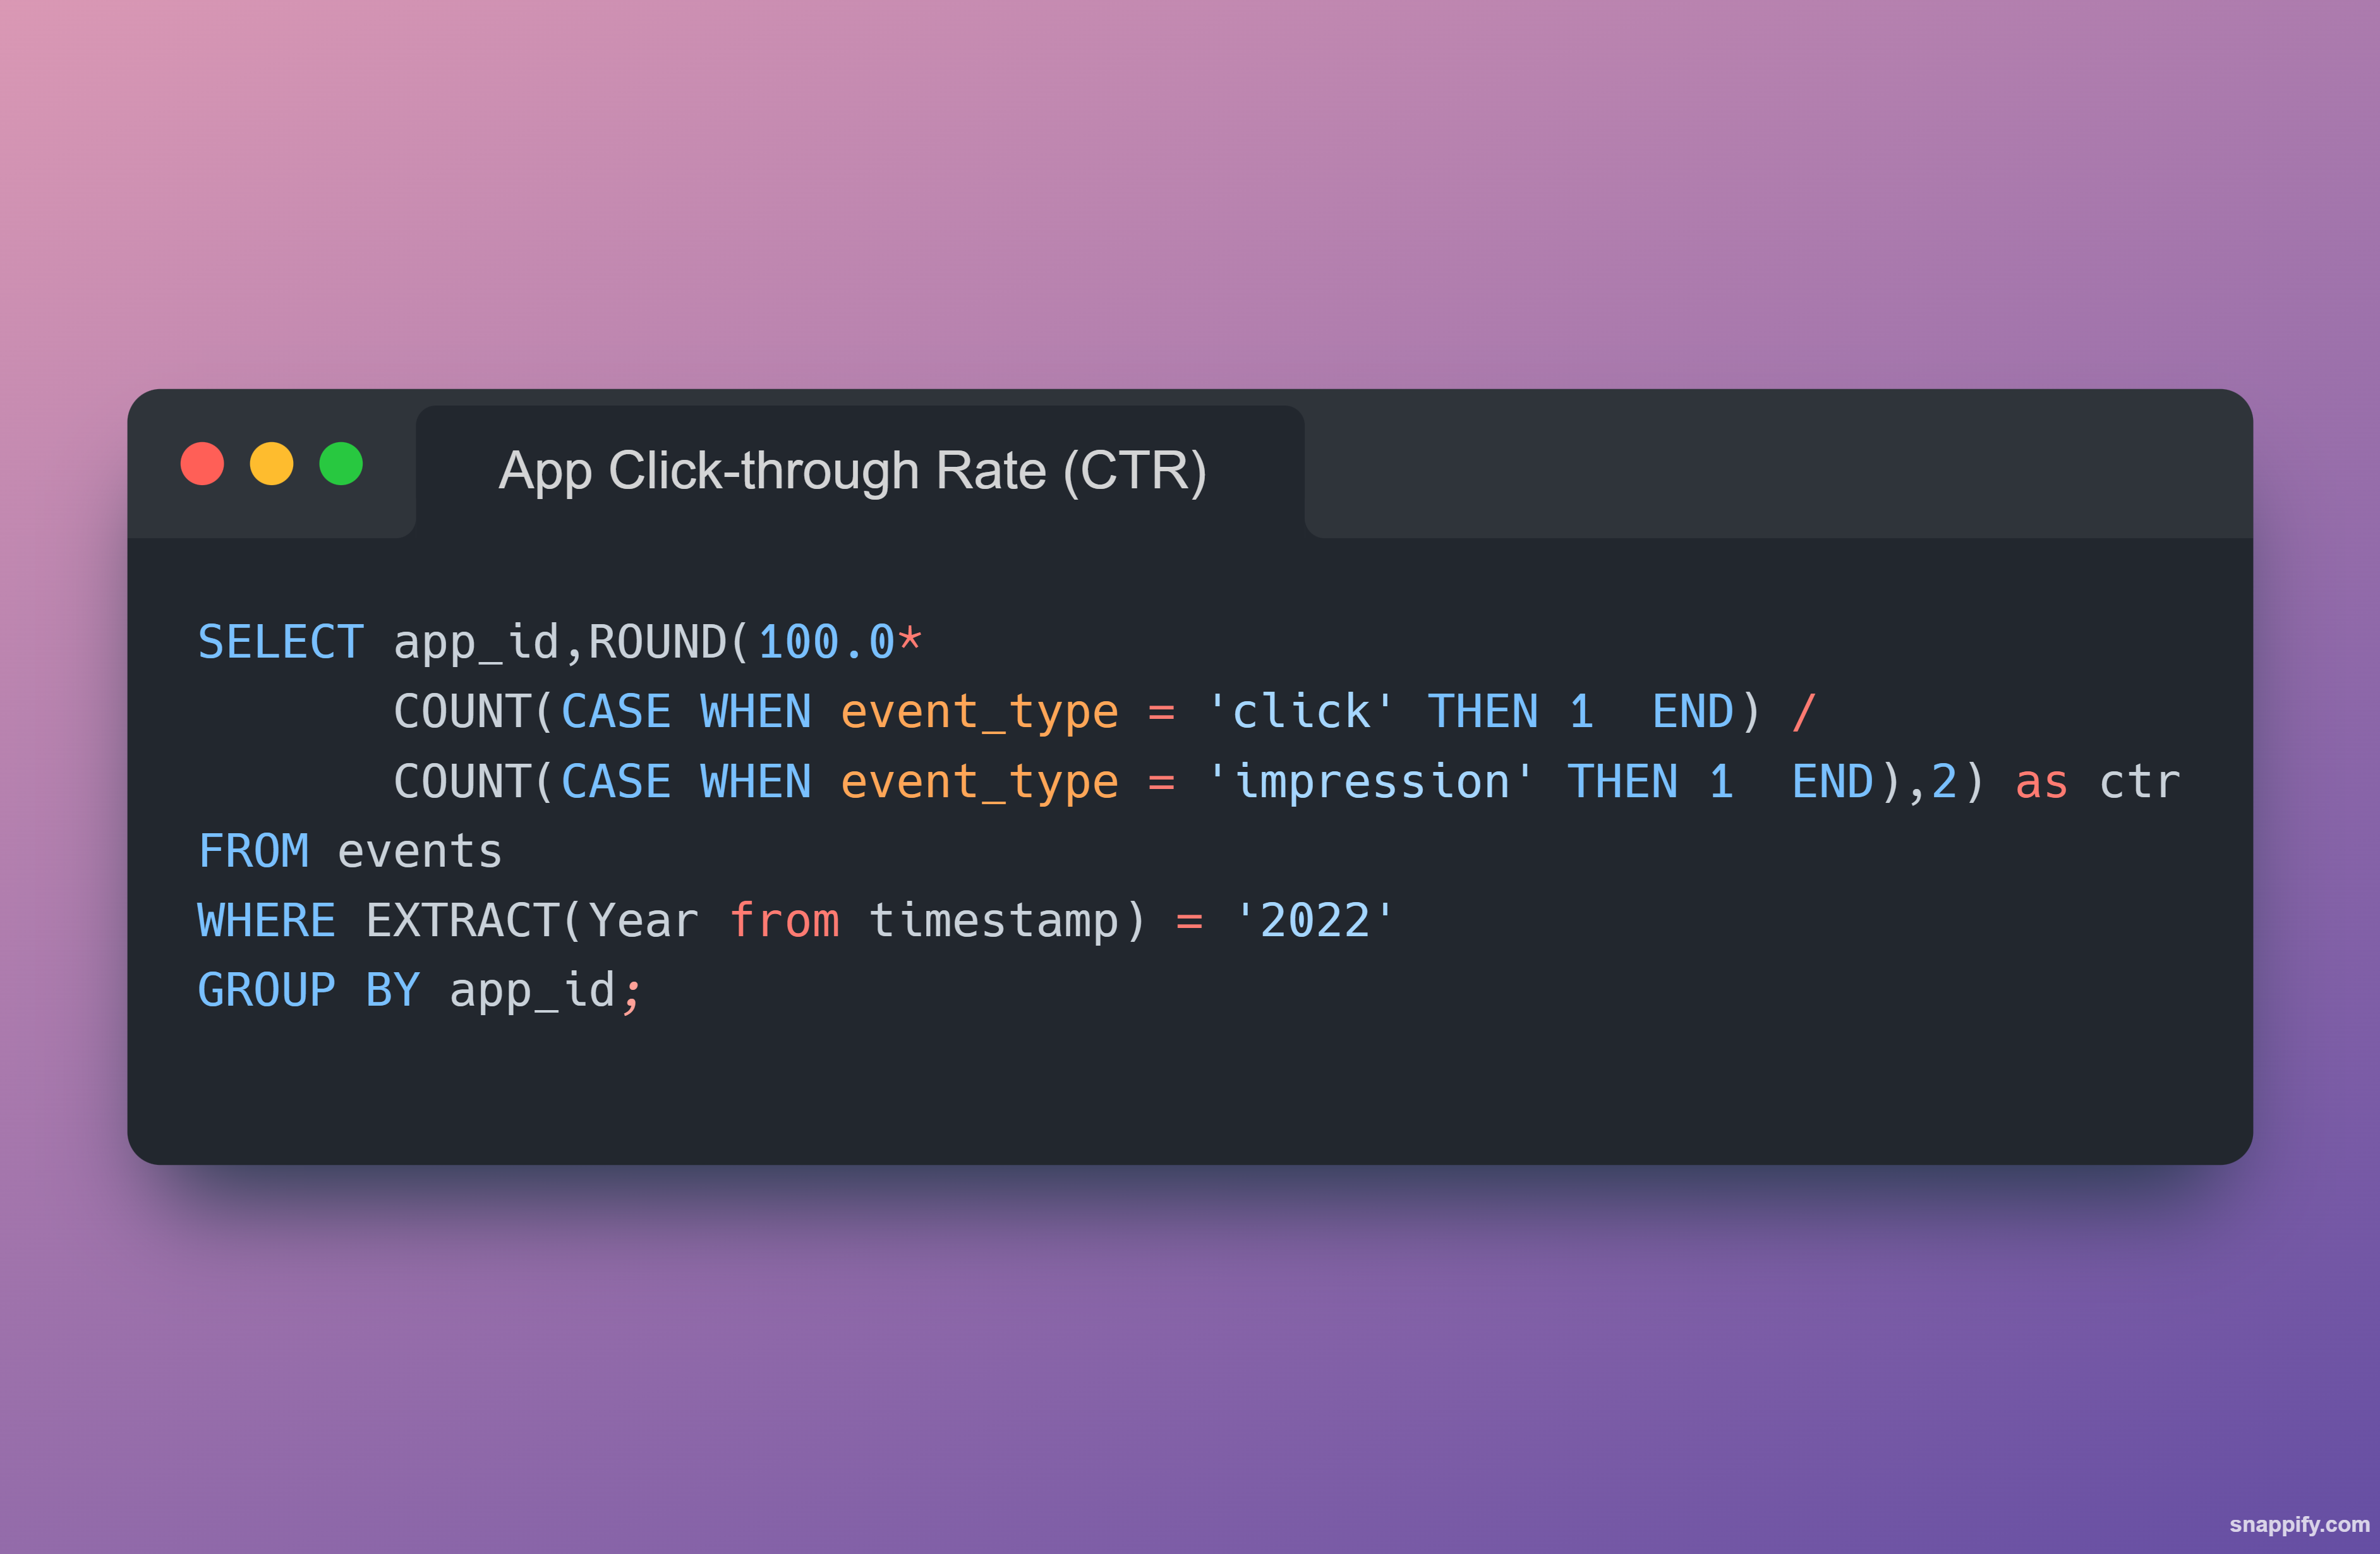 App Click-through Rate (CTR)
SELECT app_id,ROUND(100.0*
       COUNT(CASE WHEN event_type = 'click' THEN 1  END) /
       COUNT(CASE WHEN event_type = 'impression' THEN 1  END),2) as ctr
FROM events
WHERE EXTRACT(Year from timestamp) = '2022'
GROUP BY app_id;
snappify.com